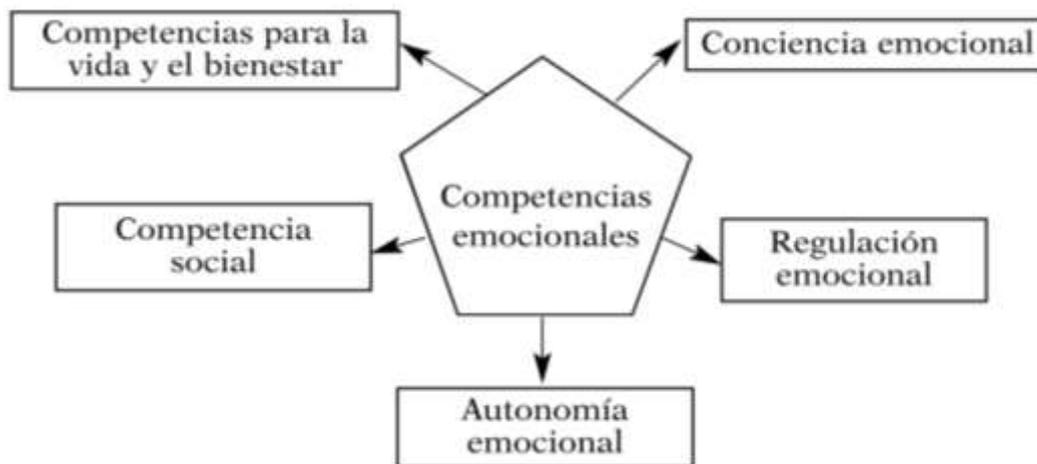 Competencias para la
vida y el bienestar
Conciencia emocional
Competencias
emocionales
Competencia
social
Regulación
emocional
Autonomía
emocional